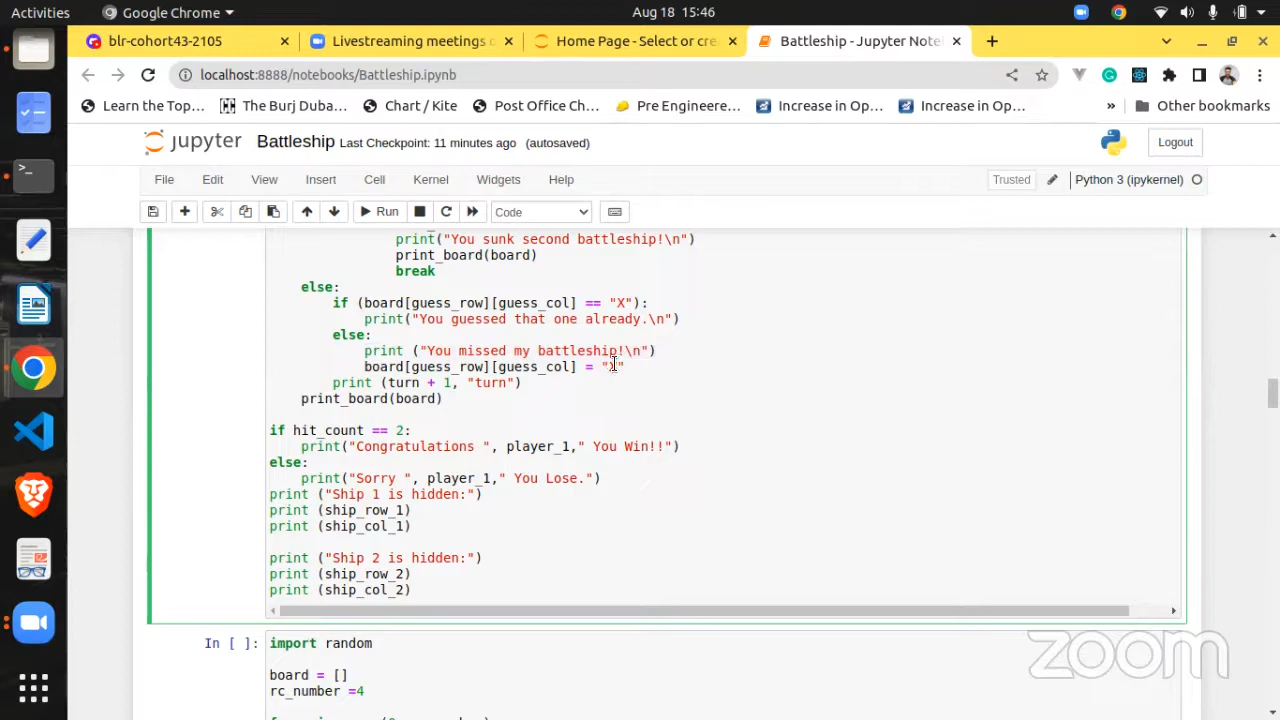 Activities Google Chrome Aug 18 15:46
blr-cohort43-2105 Livestreaming meetings o Home Page - Select or cre Battleship - Jupyter Note
localhost:8888/notebooks/Battleship.ipynb
Learn the Top... The Burj Duba... Chart / Kite Post Office Ch... Pre Engineere... Increase in Op... Increase in Op... » Other bookmarks
jupyter Battleship Last Checkpoint: 11 minutes ago (autosaved) Logout
File Edit View Insert Cell Kernel Widgets Help Trusted Python 3 (ipykernel)
Run Code
print("You sunk second battleship!\n")
print_board(board)
break
else:
if (board[guess_row][guess_col] == "X"):
print("You guessed that one already.\n")
else:
print ("You missed my battleship!\n")
board[guess_row][guess_col] = "X"
print (turn + 1, "turn")
print_board(board)
if hit_count == 2:
print("Congratulations ", player_1," You Win!!")
else:
print("Sorry ", player_1," You Lose.")
print ("Ship 1 is hidden:")
print (ship_row_1)
print (ship_col_1)
print ("Ship 2 is hidden:")
print (ship_row_2)
print (ship_col_2)
In [ ]: import random
board = []
rc_number =4
zoom